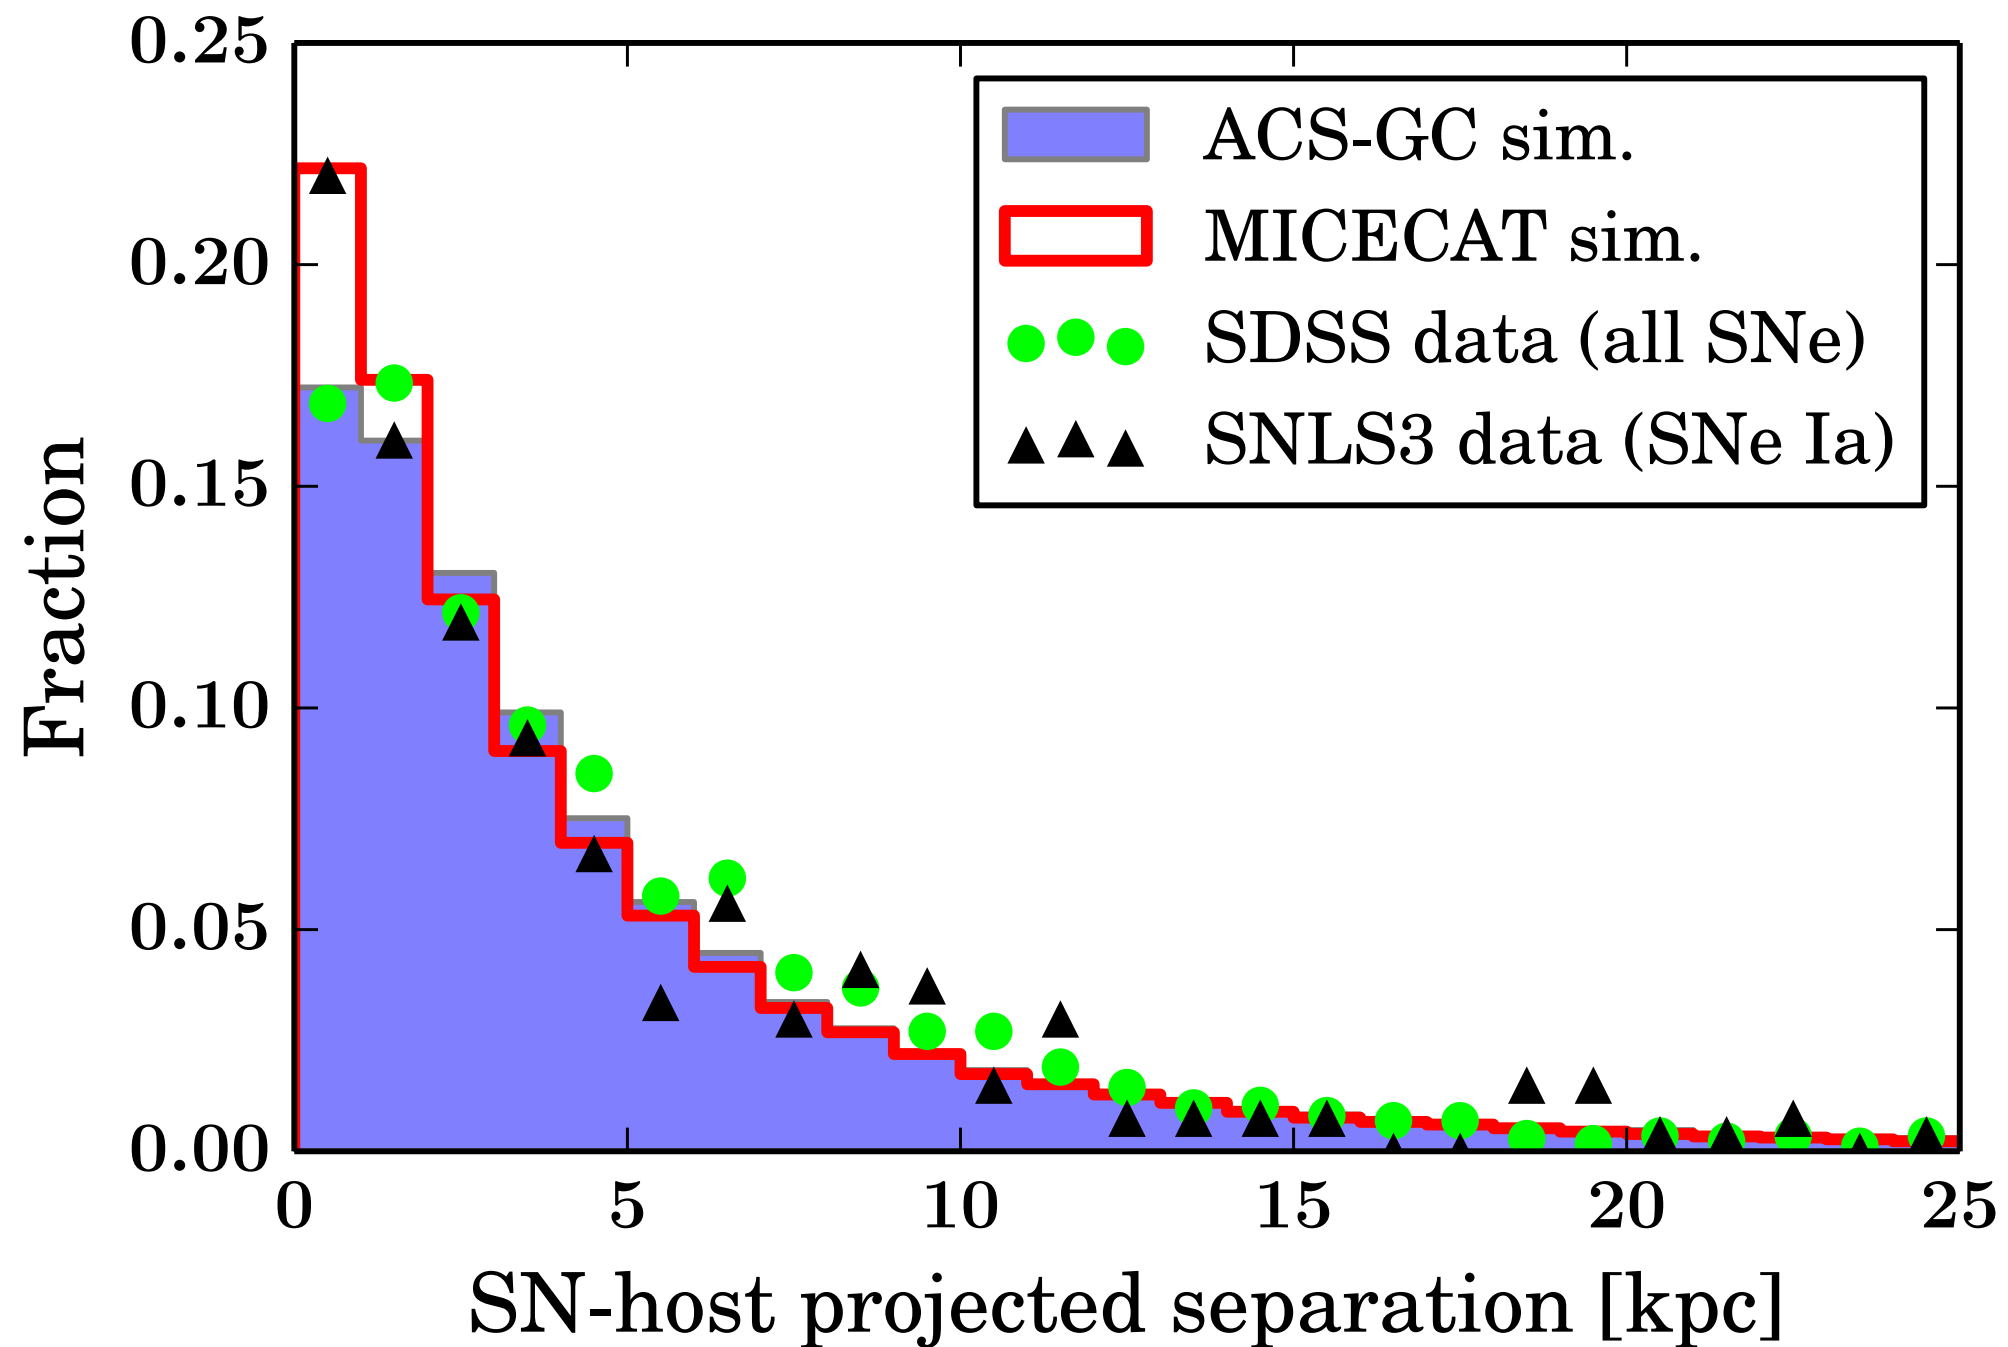 0.25
0.20
0.15
0.10
0.05
0.00
Fraction
ACS-GC sim.
MICECAT sim.
SDSS data (all SNe)
SNLS3 data (SNe Ia)
0 5 10 15 20 25
SN-host projected separation [kpc]